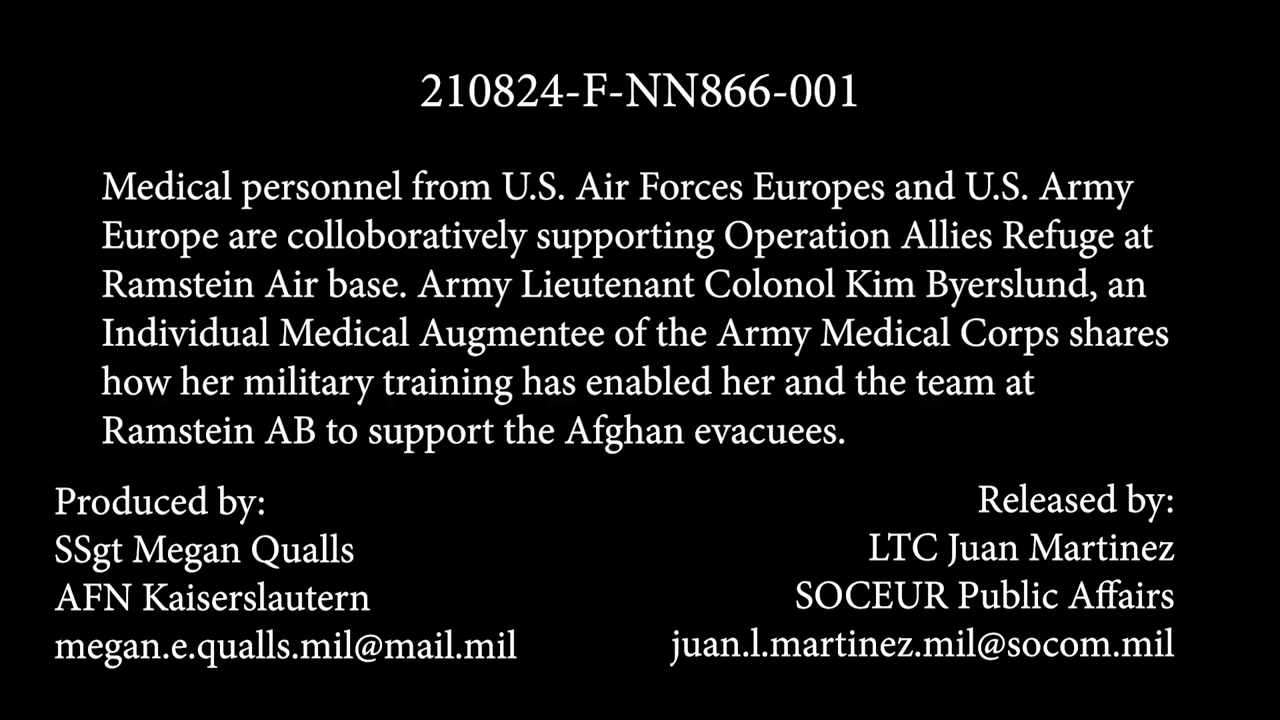 210824-F-NN866-001
Medical personnel from U.S. Air Forces Europes and U.S. Army
Europe are colloboratively supporting Operation Allies Refuge at
Ramstein Air base. Army Lieutenant Colonol Kim Byerslund, an
Individual Medical Augmentee of the Army Medical Corps shares
how her military training has enabled her and the team at
Ramstein AB to support the Afghan evacuees.
Produced by:
SSgt Megan Qualls
AFN Kaiserslautern
megan.e.qualls.mil@mail.mil
Released by:
LTC Juan Martinez
SOCEUR Public Affairs
juan.l.martinez.mil@socom.mil